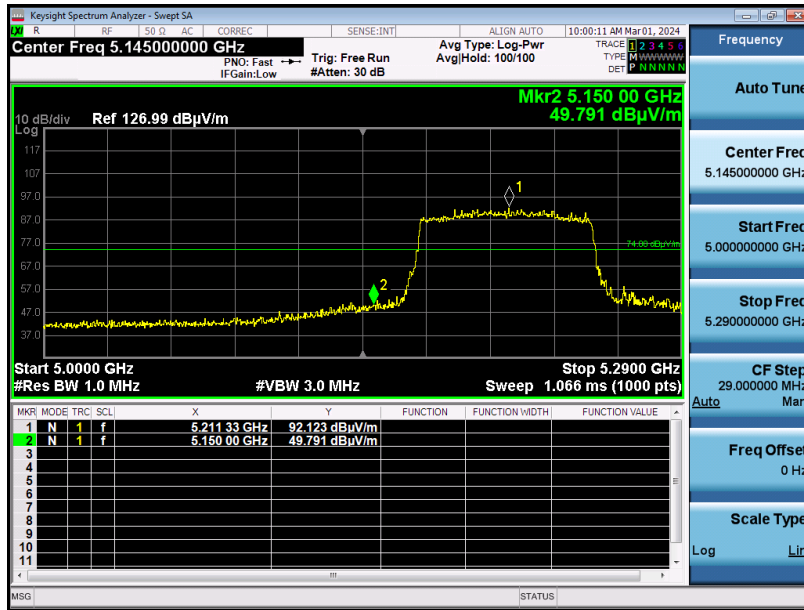 Keysight Spectrum Analyzer - Swept SA
LXI R RF 50 Ω AC CORREC SENSE:INT ALIGN AUTO 10:00:11 AM Mar 01, 2024
Center Freq 5.145000000 GHz
PNO: Fast
IFGain:Low
Trig: Free Run
#Atten: 30 dB
Avg Type: Log-Pwr
Avg|Hold: 100/100
TRACE 1 2 3 4 5 6
TYPE M W W W W W
DET P N N N N N
Mkr2 5.150 00 GHz
49.791 dBµV/m
10 dB/div Ref 126.99 dBµV/m
Log
117
107
97.0
87.0
77.0
67.0
57.0
47.0
37.0
1
2
74.00 dBµV/m
Start 5.0000 GHz Stop 5.2900 GHz
#Res BW 1.0 MHz #VBW 3.0 MHz Sweep 1.066 ms (1000 pts)
MKR MODE TRC SCL X Y FUNCTION FUNCTION WIDTH FUNCTION VALUE
1 N 1 f 5.211 33 GHz 92.123 dBµV/m
2 N 1 f 5.150 00 GHz 49.791 dBµV/m
3
4
5
6
7
8
9
10
11
MSG STATUS
Frequency
Auto Tune
Center Freq
5.145000000 GHz
Start Freq
5.000000000 GHz
Stop Freq
5.290000000 GHz
CF Step
29.000000 MHz
Auto Man
Freq Offset
0 Hz
Scale Type
Log Lin